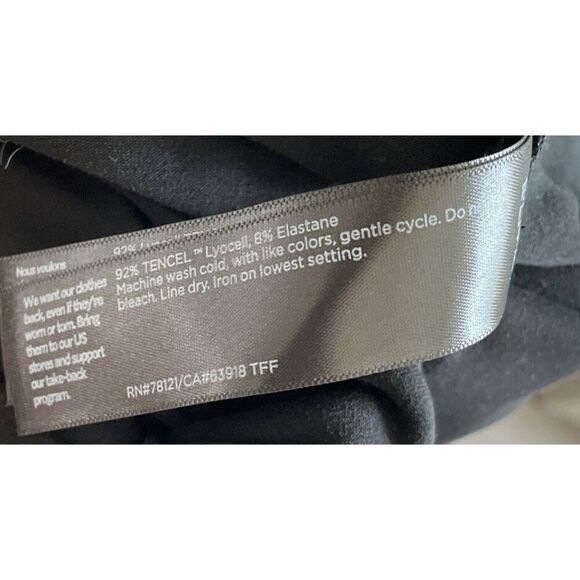 Nous voulons
We want our clothes
back, even if they're
worn or torn. Bring
them to our US
stores and support
our take-back
program.
92%
92% TENCEL™ Lyocell, 8% Elastane
Machine wash cold, with like colors, gentle cycle. Do
bleach. Line dry. Iron on lowest setting.
RN#78121/CA#63918 TFF